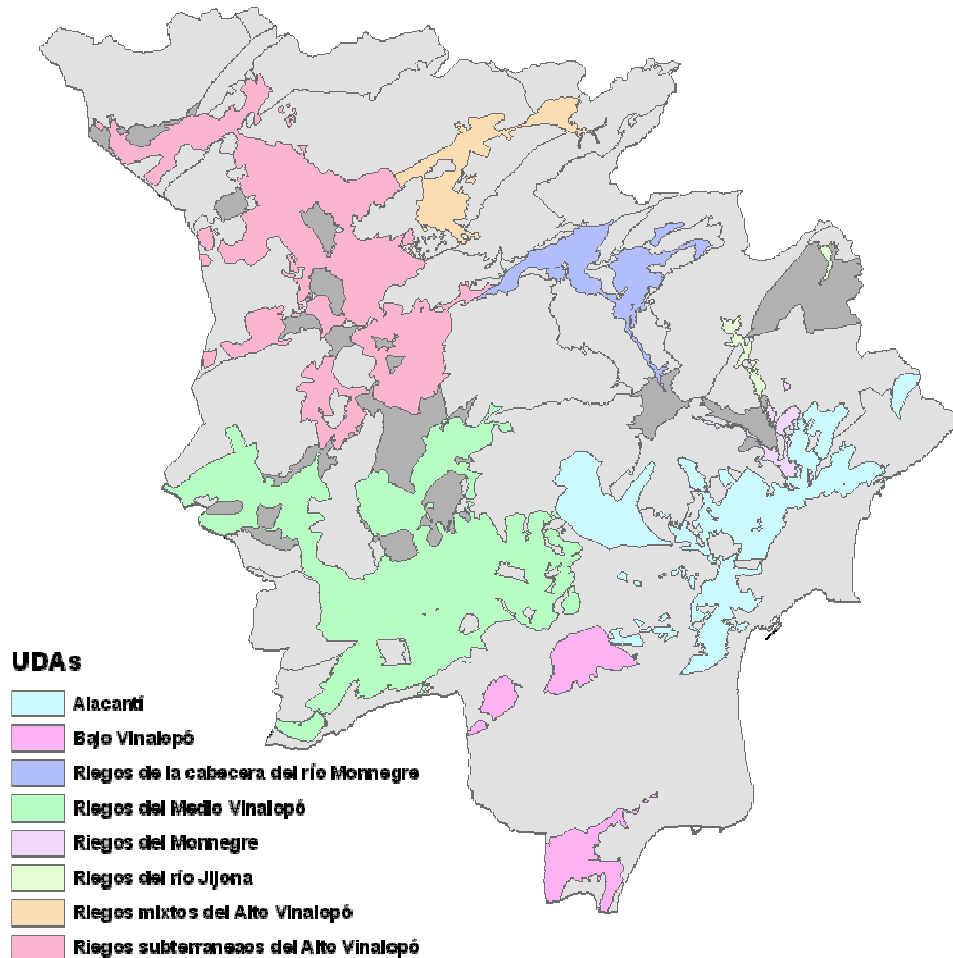 UDAs
Alacantí
Bajo Vinalopó
Riegos de la cabecera del río Monnegre
Riegos del Medio Vinalopó
Riegos del Monnegre
Riegos del río Jijona
Riegos mixtos del Alto Vinalopó
Riegos subterraneaos del Alto Vinalopó